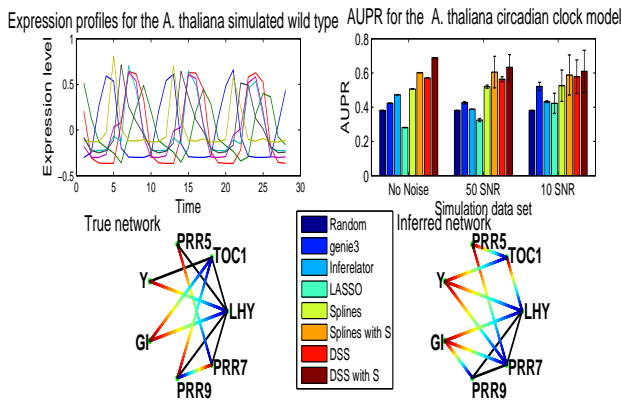 Expression profiles for the A. thaliana simulated wild type
AUPR for the A. thaliana circadian clock model
Expression level
1
0.5
0
−0.5
0
5
10
15
20
25
30
Time
AUPR
0.8
0.6
0.4
0.2
0
No Noise
50 SNR
10 SNR
Simulation data set
True network
PRR5
TOC1
Y
LHY
GI
PRR7
PRR9
Random
genie3
Inferelator
LASSO
Splines
Splines with S
DSS
DSS with S
Inferred network
PRR5
TOC1
Y
LHY
GI
PRR7
PRR9